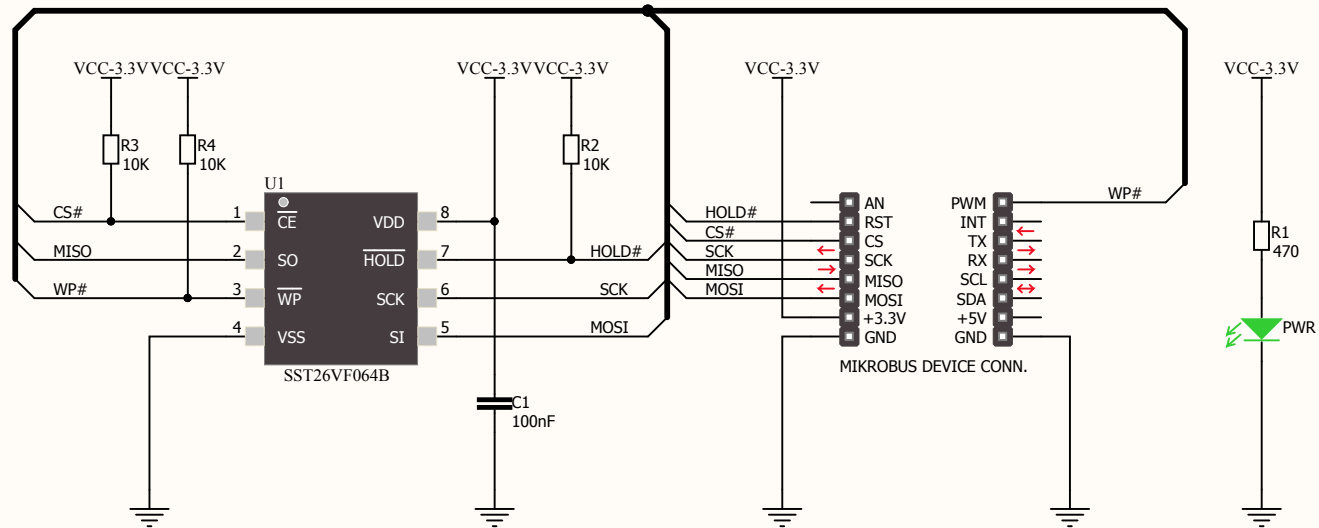 VCC-3.3V VCC-3.3V VCC-3.3V VCC-3.3V VCC-3.3V VCC-3.3V
R3
10K
R4
10K
R2
10K
U1
CS#
MISO
WP#
1
2
3
4
CE
SO
WP
VSS
VDD
HOLD
SCK
SI
8
7
6
5
SST26VF064B
HOLD#
SCK
MOSI
C1
100nF
HOLD#
CS#
SCK
MISO
MOSI
AN
RST
CS
SCK
MISO
MOSI
+3.3V
GND
PWM
INT
TX
RX
SCL
SDA
+5V
GND
WP#
MIKROBUS DEVICE CONN.
R1
470
PWR